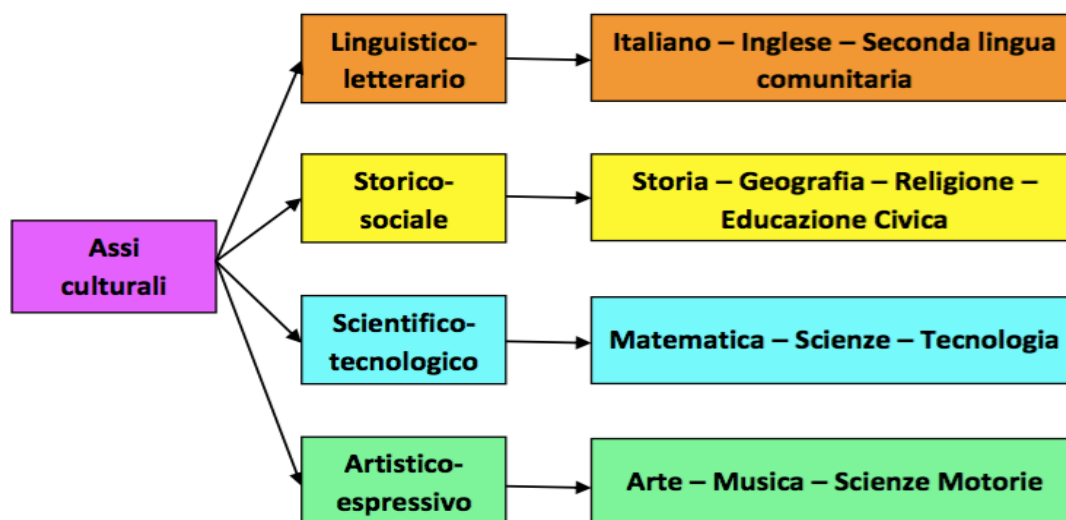 Linguistico-
letterario
Italiano – Inglese – Seconda lingua
comunitaria
Storico-
sociale
Storia – Geografia – Religione –
Educazione Civica
Assi
culturali
Scientifico-
tecnologico
Matematica – Scienze – Tecnologia
Artistico-
espressivo
Arte – Musica – Scienze Motorie